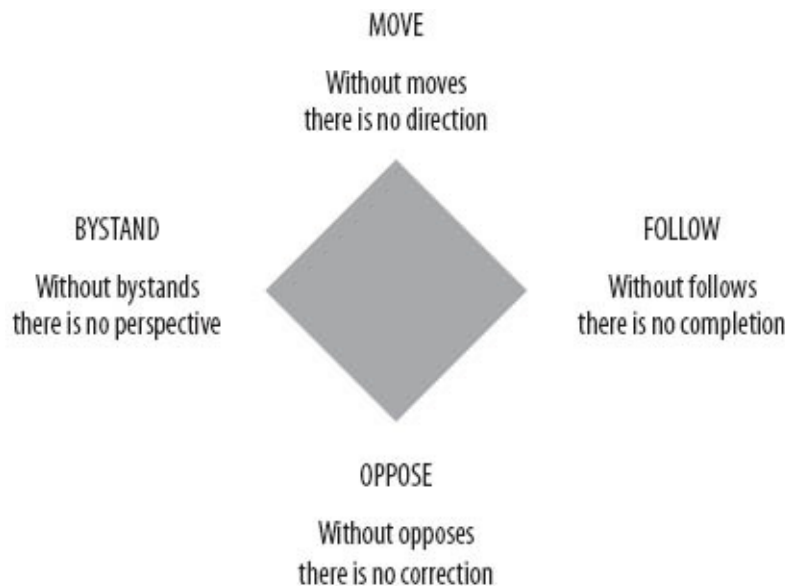 MOVE
Without moves
there is no direction
BYSTAND
Without bystands
there is no perspective
FOLLOW
Without follows
there is no completion
OPPOSE
Without opposes
there is no correction